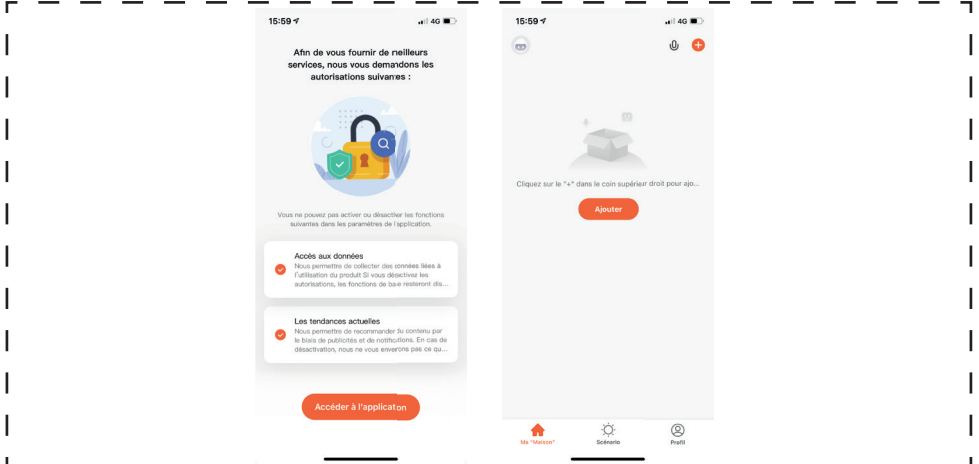 15:59
4G
Afin de vous fournir de meilleurs
services, nous vous demandons les
autorisations suivantes :
Vous ne pouvez pas activer ou désactiver les fonctions
suivantes dans les paramètres de l'application.
Accès aux données
Nous permettre de collecter des données liées à
l'utilisation du produit Si vous désactivez les
autorisations, les fonctions de base resteront dis...
Les tendances actuelles
Nous permettre de recommander du contenu par
le biais de publicités et de notifications. En cas de
désactivation, nous ne vous enverrons pas ce qu...
Accéder à l'application
15:59
4G
Cliquez sur le "+" dans le coin supérieur droit pour ajo...
Ajouter
Ma "Maison"
Scénario
Profil